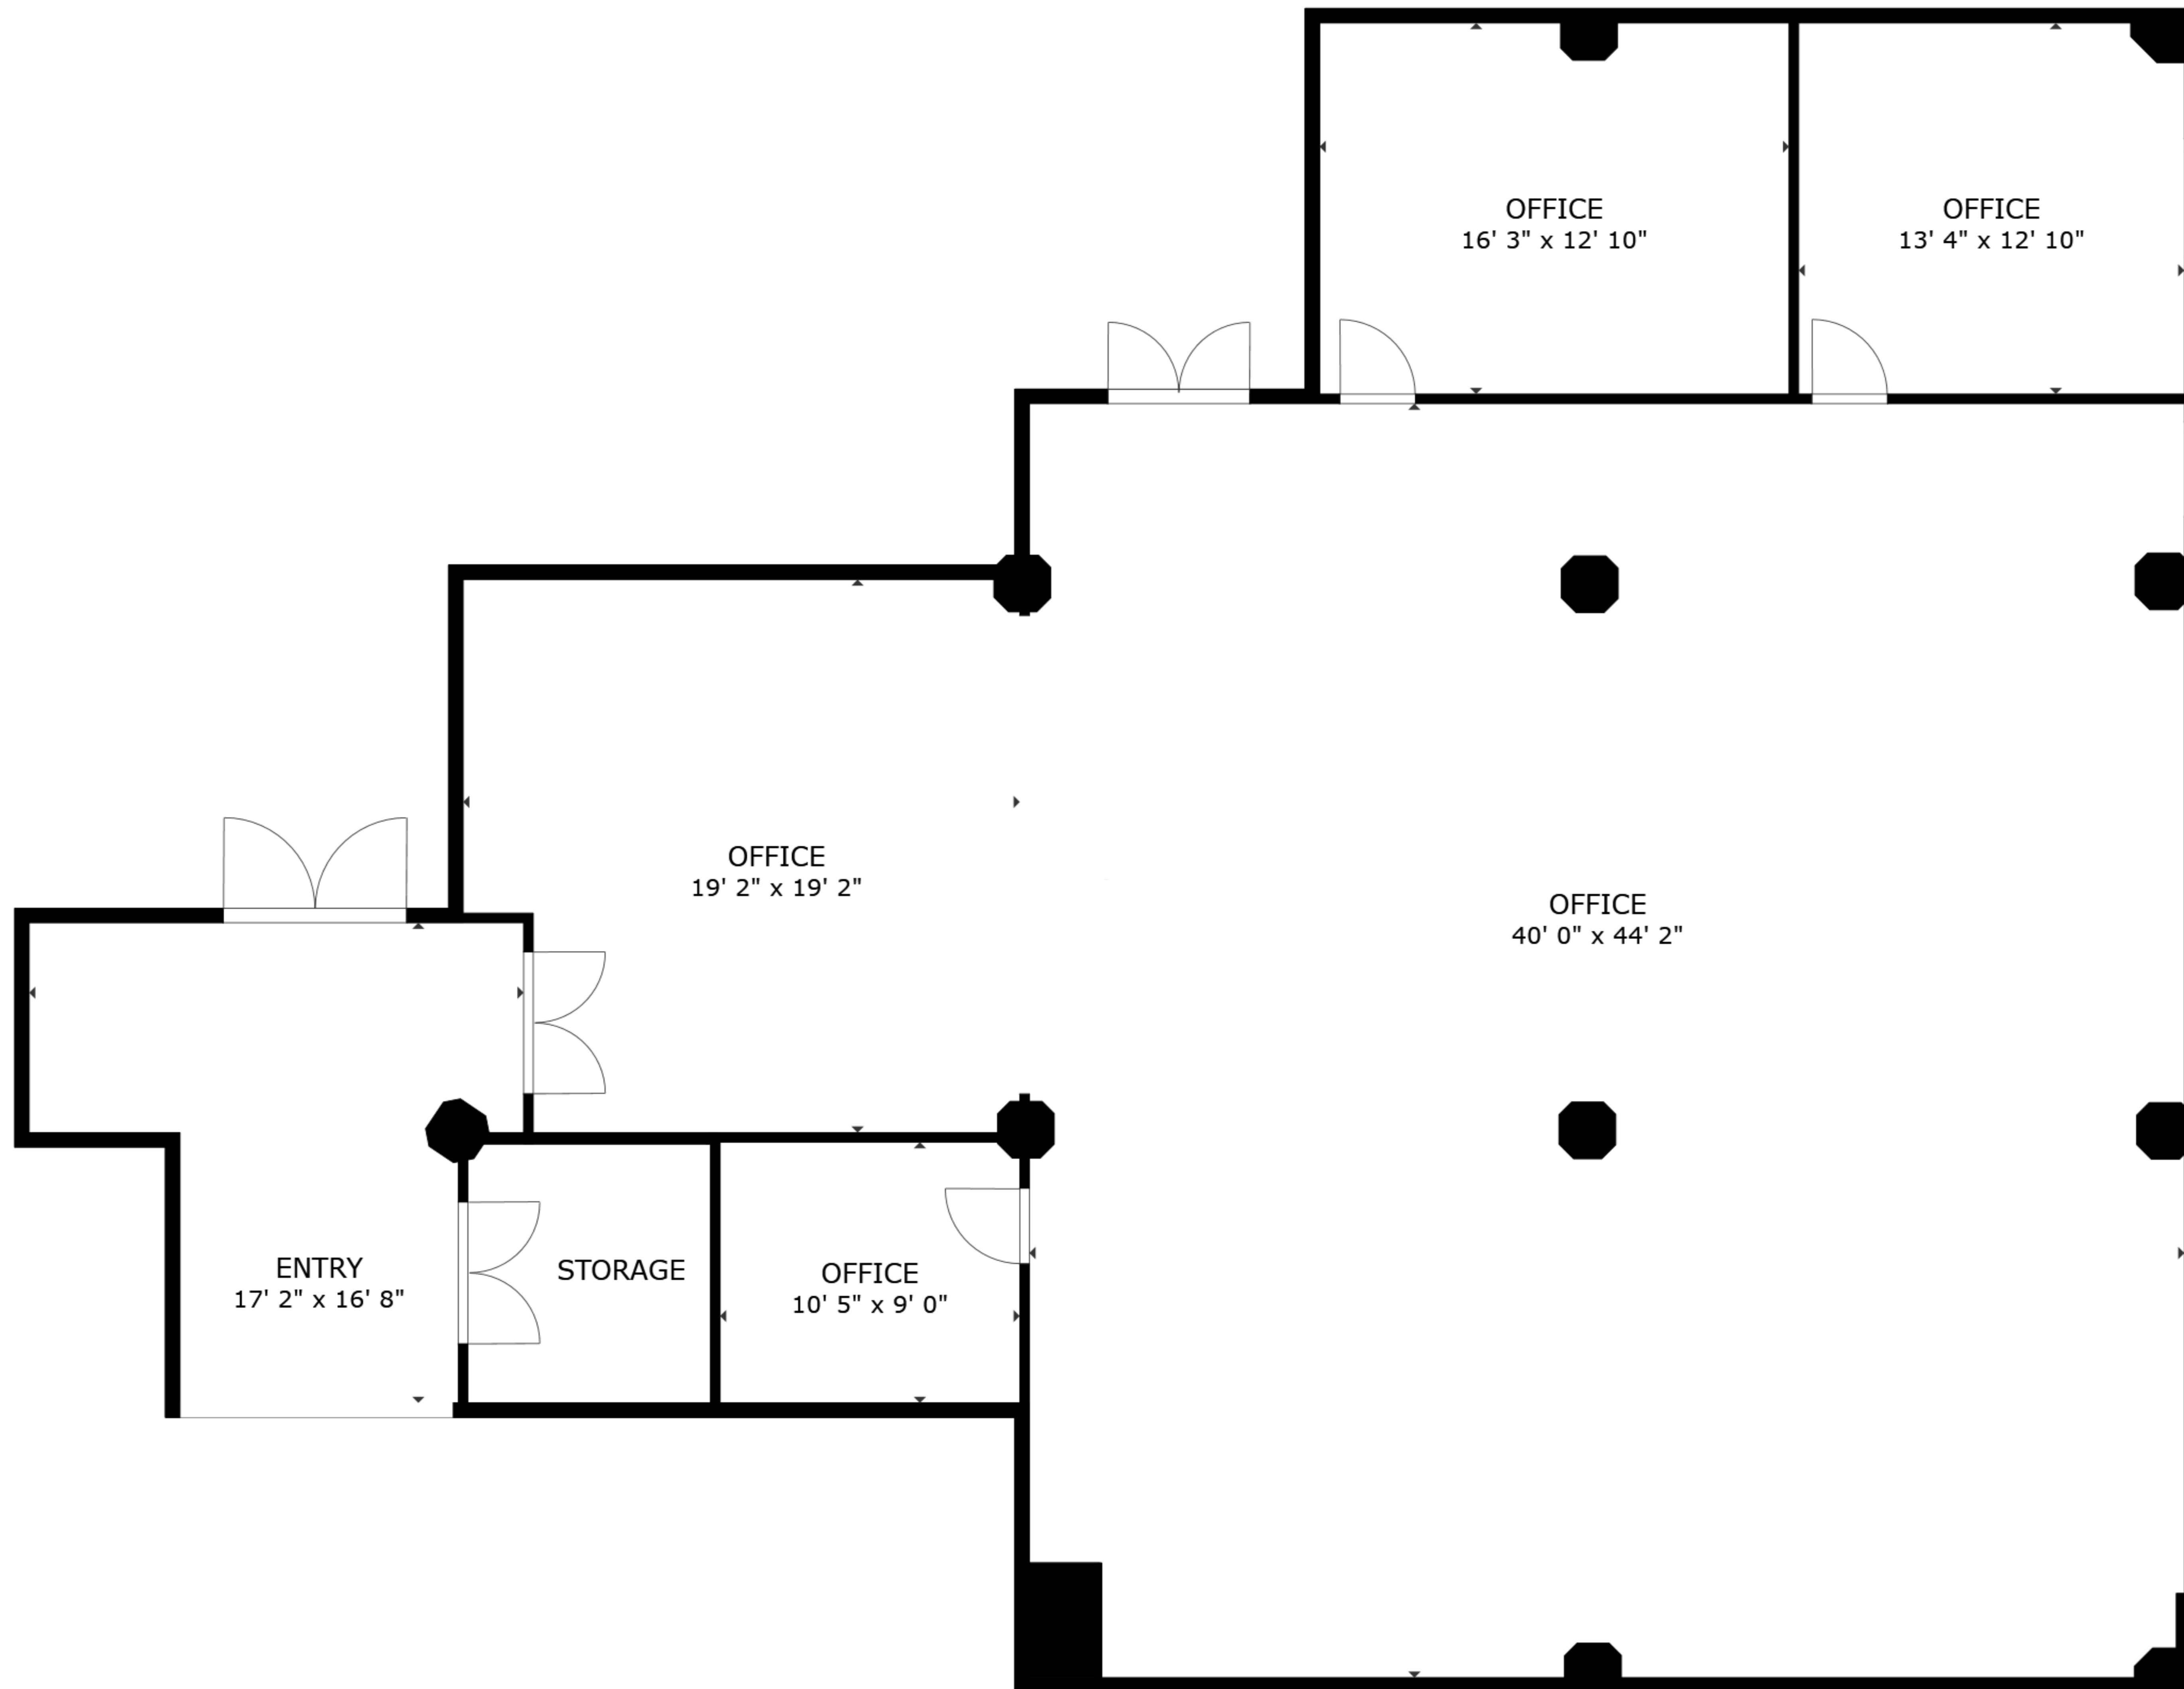 OFFICE
16' 3" x 12' 10"
OFFICE
13' 4" x 12' 10"
OFFICE
19' 2" x 19' 2"
OFFICE
40' 0" x 44' 2"
ENTRY
17' 2" x 16' 8"
STORAGE
OFFICE
10' 5" x 9' 0"